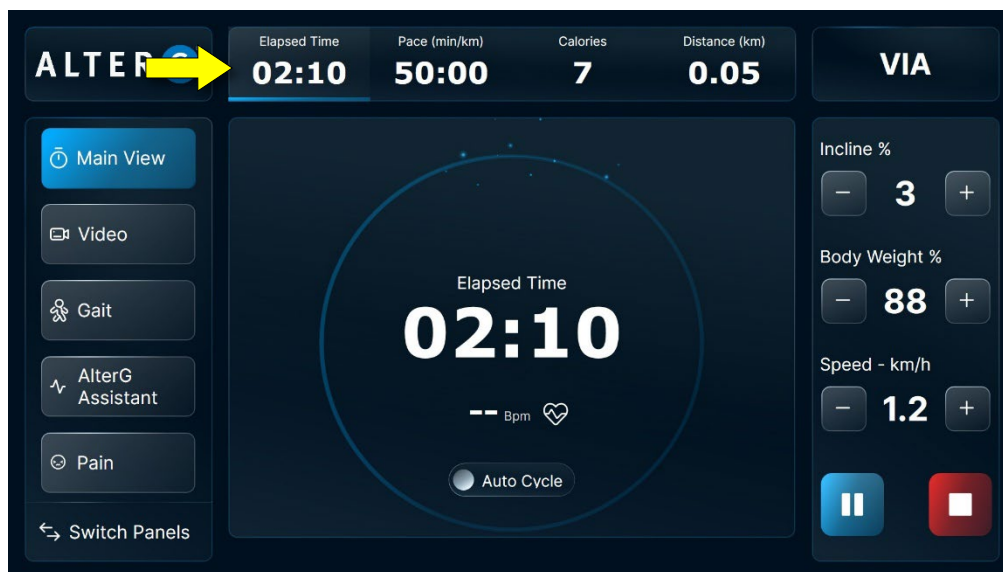 ALTER
Elapsed Time Pace (min/km) Calories Distance (km)
02:10 50:00 7 0.05
VIA
Main View
Video
Gait
AlterG
Assistant
Pain
Switch Panels
Elapsed Time
02:10
-- Bpm
Auto Cycle
Incline %
− 3 +
Body Weight %
− 88 +
Speed - km/h
− 1.2 +